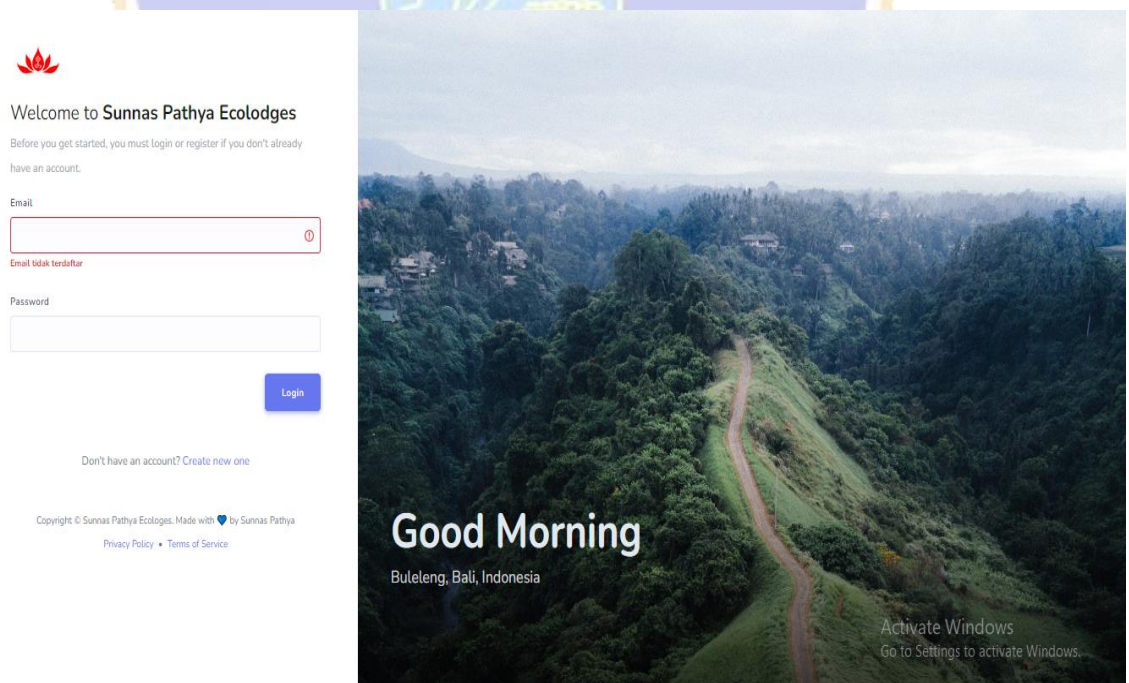 Welcome to Sunnas Pathya Ecolodges
Before you get started, you must login or register if you don't already
have an account.
Email
Email tidak terdaftar
Password
Login
Don't have an account? Create new one
Copyright © Sunnas Pathya Ecologes. Made with 💙 by Sunnas Pathya
Privacy Policy • Terms of Service
Good Morning
Buleleng, Bali, Indonesia
Activate Windows
Go to Settings to activate Windows.